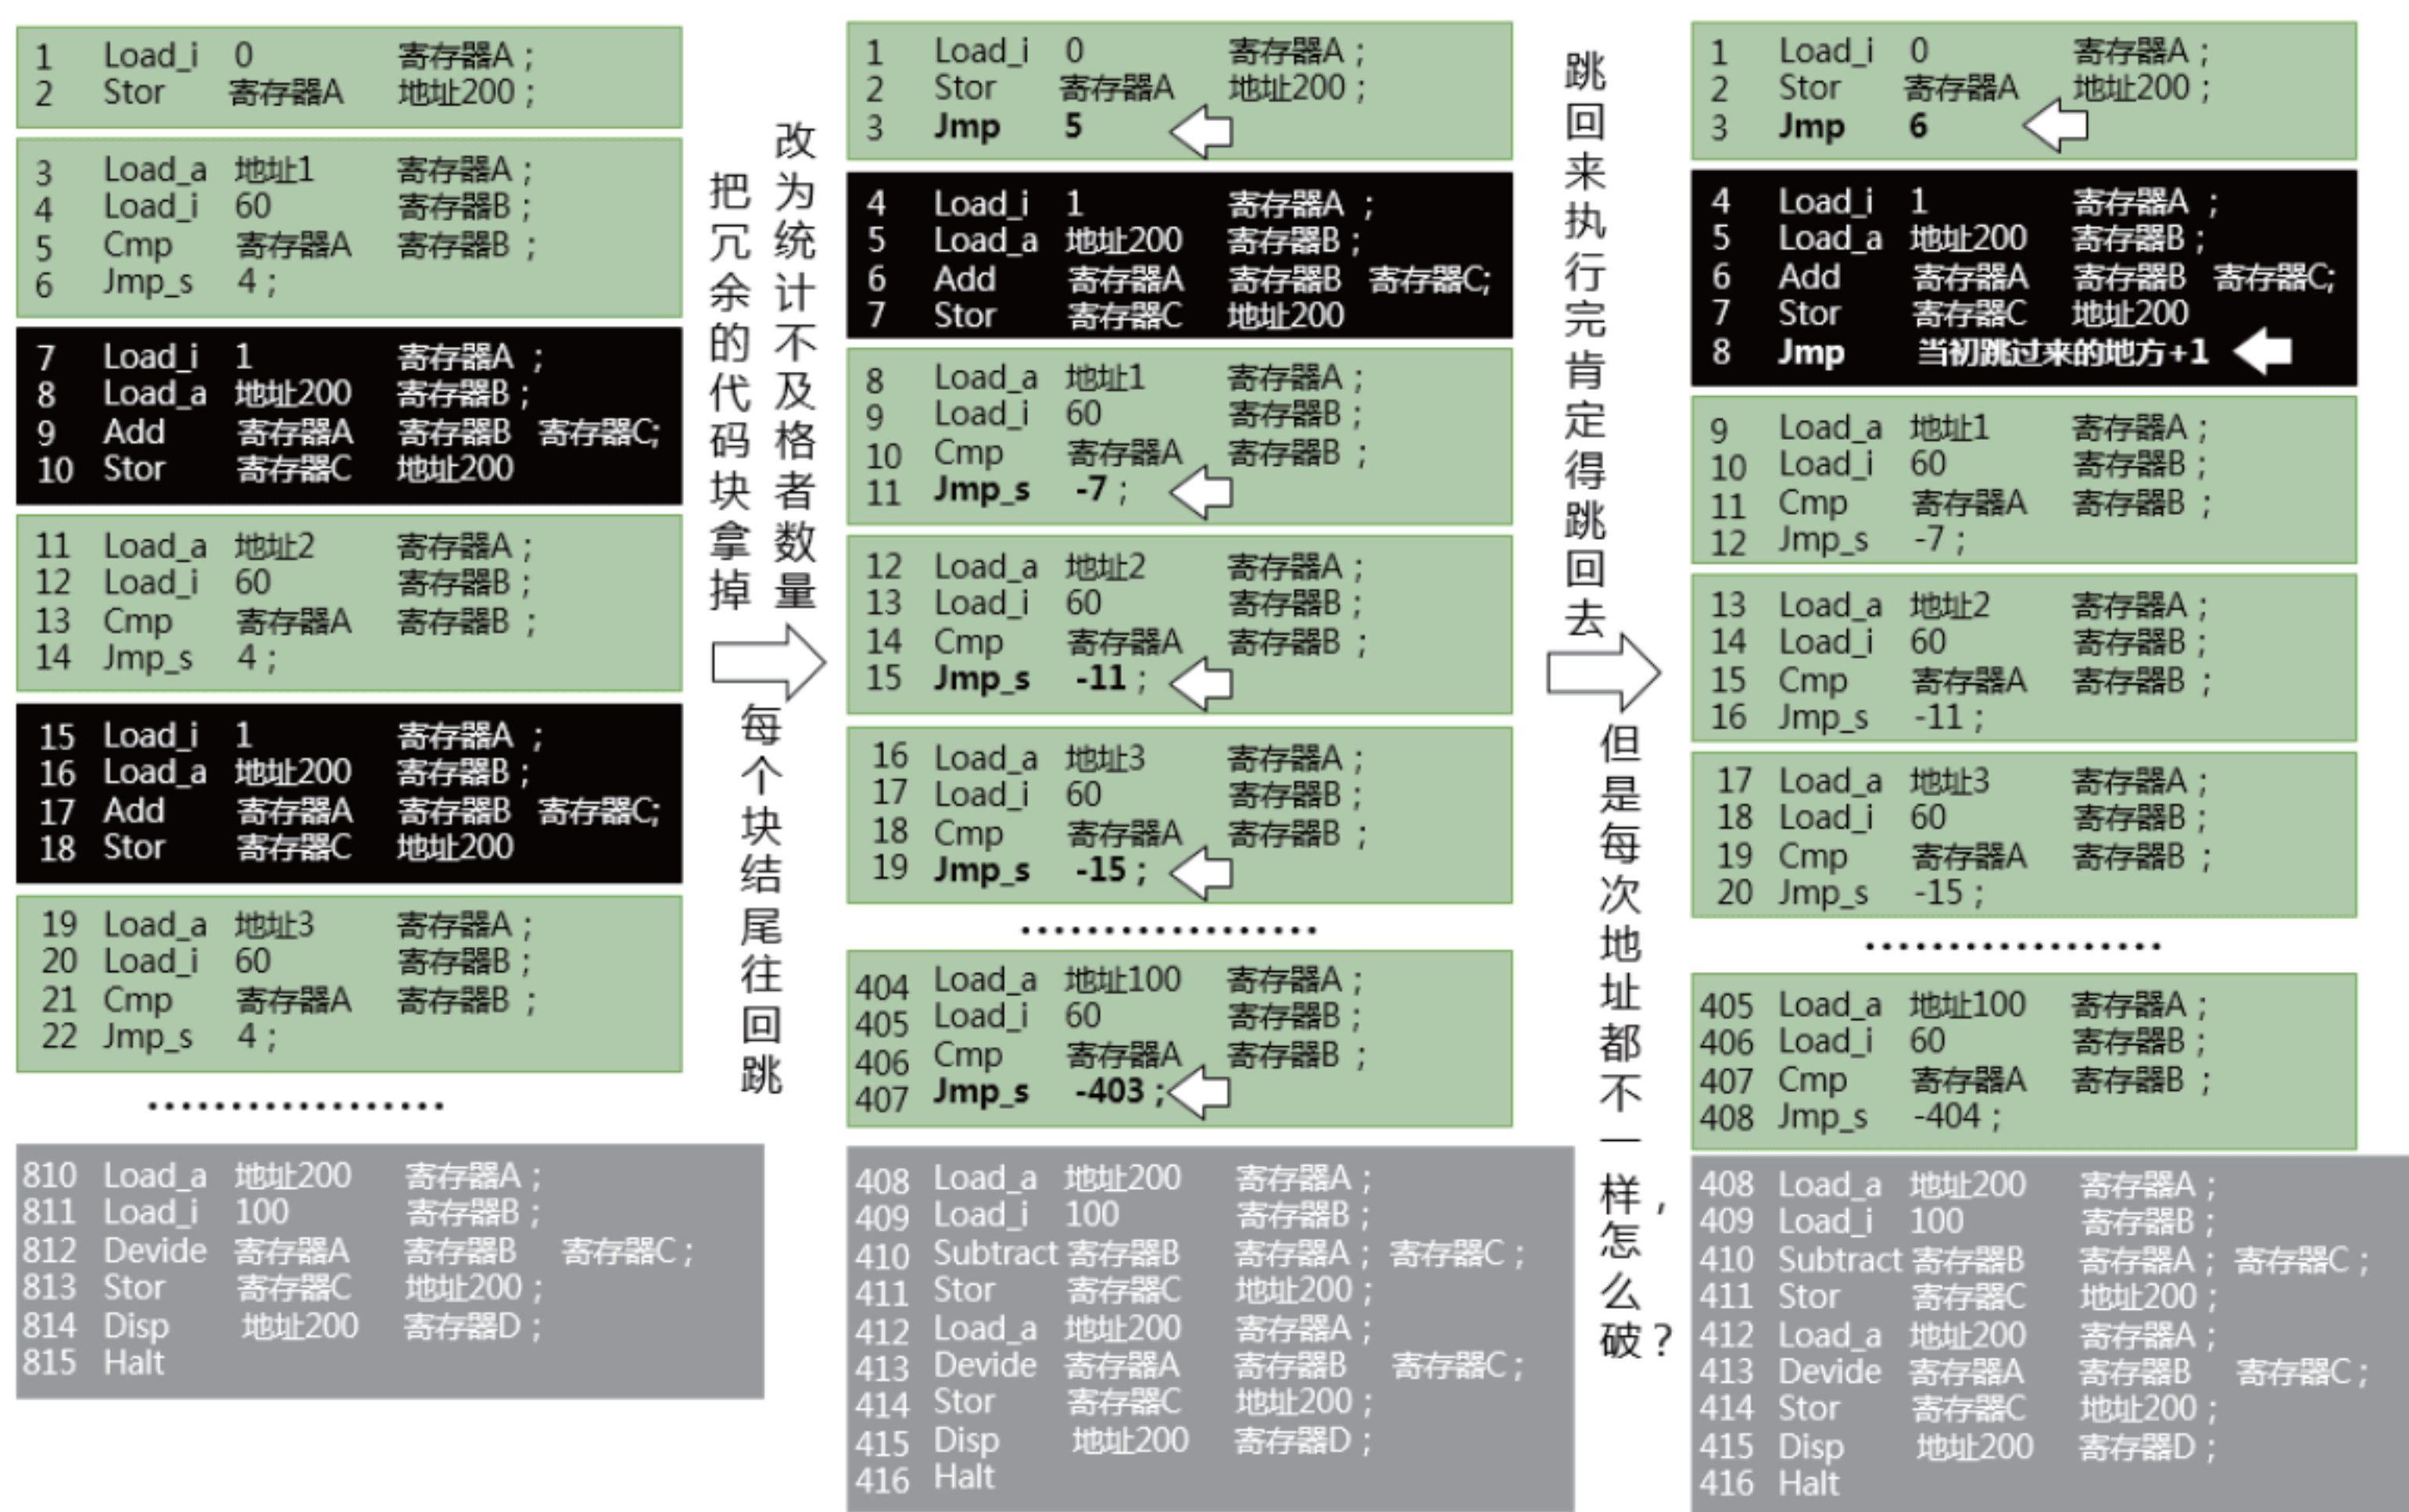 1 Load_i 0 寄存器A ;
2 Stor 寄存器A 地址200 ;
3 Load_a 地址1 寄存器A ;
4 Load_i 60 寄存器B ;
5 Cmp 寄存器A 寄存器B ;
6 Jmp_s 4 ;
7 Load_i 1 寄存器A ;
8 Load_a 地址200 寄存器B ;
9 Add 寄存器A 寄存器B 寄存器C;
10 Stor 寄存器C 地址200
11 Load_a 地址2 寄存器A ;
12 Load_i 60 寄存器B ;
13 Cmp 寄存器A 寄存器B ;
14 Jmp_s 4 ;
15 Load_i 1 寄存器A ;
16 Load_a 地址200 寄存器B ;
17 Add 寄存器A 寄存器B 寄存器C;
18 Stor 寄存器C 地址200
19 Load_a 地址3 寄存器A ;
20 Load_i 60 寄存器B ;
21 Cmp 寄存器A 寄存器B ;
22 Jmp_s 4 ;
..................
810 Load_a 地址200 寄存器A ;
811 Load_i 100 寄存器B ;
812 Devide 寄存器A 寄存器B 寄存器C ;
813 Stor 寄存器C 地址200 ;
814 Disp 地址200 寄存器D ;
815 Halt
把冗余的代码块拿掉
改为统计不及格者数量
每个块结尾往回跳
1 Load_i 0 寄存器A ;
2 Stor 寄存器A 地址200 ;
3 Jmp 5
4 Load_i 1 寄存器A ;
5 Load_a 地址200 寄存器B ;
6 Add 寄存器A 寄存器B 寄存器C;
7 Stor 寄存器C 地址200
8 Load_a 地址1 寄存器A ;
9 Load_i 60 寄存器B ;
10 Cmp 寄存器A 寄存器B ;
11 Jmp_s -7 ;
12 Load_a 地址2 寄存器A ;
13 Load_i 60 寄存器B ;
14 Cmp 寄存器A 寄存器B ;
15 Jmp_s -11 ;
16 Load_a 地址3 寄存器A ;
17 Load_i 60 寄存器B ;
18 Cmp 寄存器A 寄存器B ;
19 Jmp_s -15 ;
..................
404 Load_a 地址100 寄存器A ;
405 Load_i 60 寄存器B ;
406 Cmp 寄存器A 寄存器B ;
407 Jmp_s -403 ;
408 Load_a 地址200 寄存器A ;
409 Load_i 100 寄存器B ;
410 Subtract 寄存器B 寄存器A ; 寄存器C ;
411 Stor 寄存器C 地址200 ;
412 Load_a 地址200 寄存器A ;
413 Devide 寄存器A 寄存器B 寄存器C ;
414 Stor 寄存器C 地址200 ;
415 Disp 地址200 寄存器D ;
416 Halt
跳回来执行完肯定得跳回去
但是每次地址都不一样，怎么破？
1 Load_i 0 寄存器A ;
2 Stor 寄存器A 地址200 ;
3 Jmp 6
4 Load_i 1 寄存器A ;
5 Load_a 地址200 寄存器B ;
6 Add 寄存器A 寄存器B 寄存器C;
7 Stor 寄存器C 地址200
8 Jmp 当初跳过来的地方+1
9 Load_a 地址1 寄存器A ;
10 Load_i 60 寄存器B ;
11 Cmp 寄存器A 寄存器B ;
12 Jmp_s -7 ;
13 Load_a 地址2 寄存器A ;
14 Load_i 60 寄存器B ;
15 Cmp 寄存器A 寄存器B ;
16 Jmp_s -11 ;
17 Load_a 地址3 寄存器A ;
18 Load_i 60 寄存器B ;
19 Cmp 寄存器A 寄存器B ;
20 Jmp_s -15 ;
..................
405 Load_a 地址100 寄存器A ;
406 Load_i 60 寄存器B ;
407 Cmp 寄存器A 寄存器B ;
408 Jmp_s -404 ;
408 Load_a 地址200 寄存器A ;
409 Load_i 100 寄存器B ;
410 Subtract 寄存器B 寄存器A ; 寄存器C ;
411 Stor 寄存器C 地址200 ;
412 Load_a 地址200 寄存器A ;
413 Devide 寄存器A 寄存器B 寄存器C ;
414 Stor 寄存器C 地址200 ;
415 Disp 地址200 寄存器D ;
416 Halt